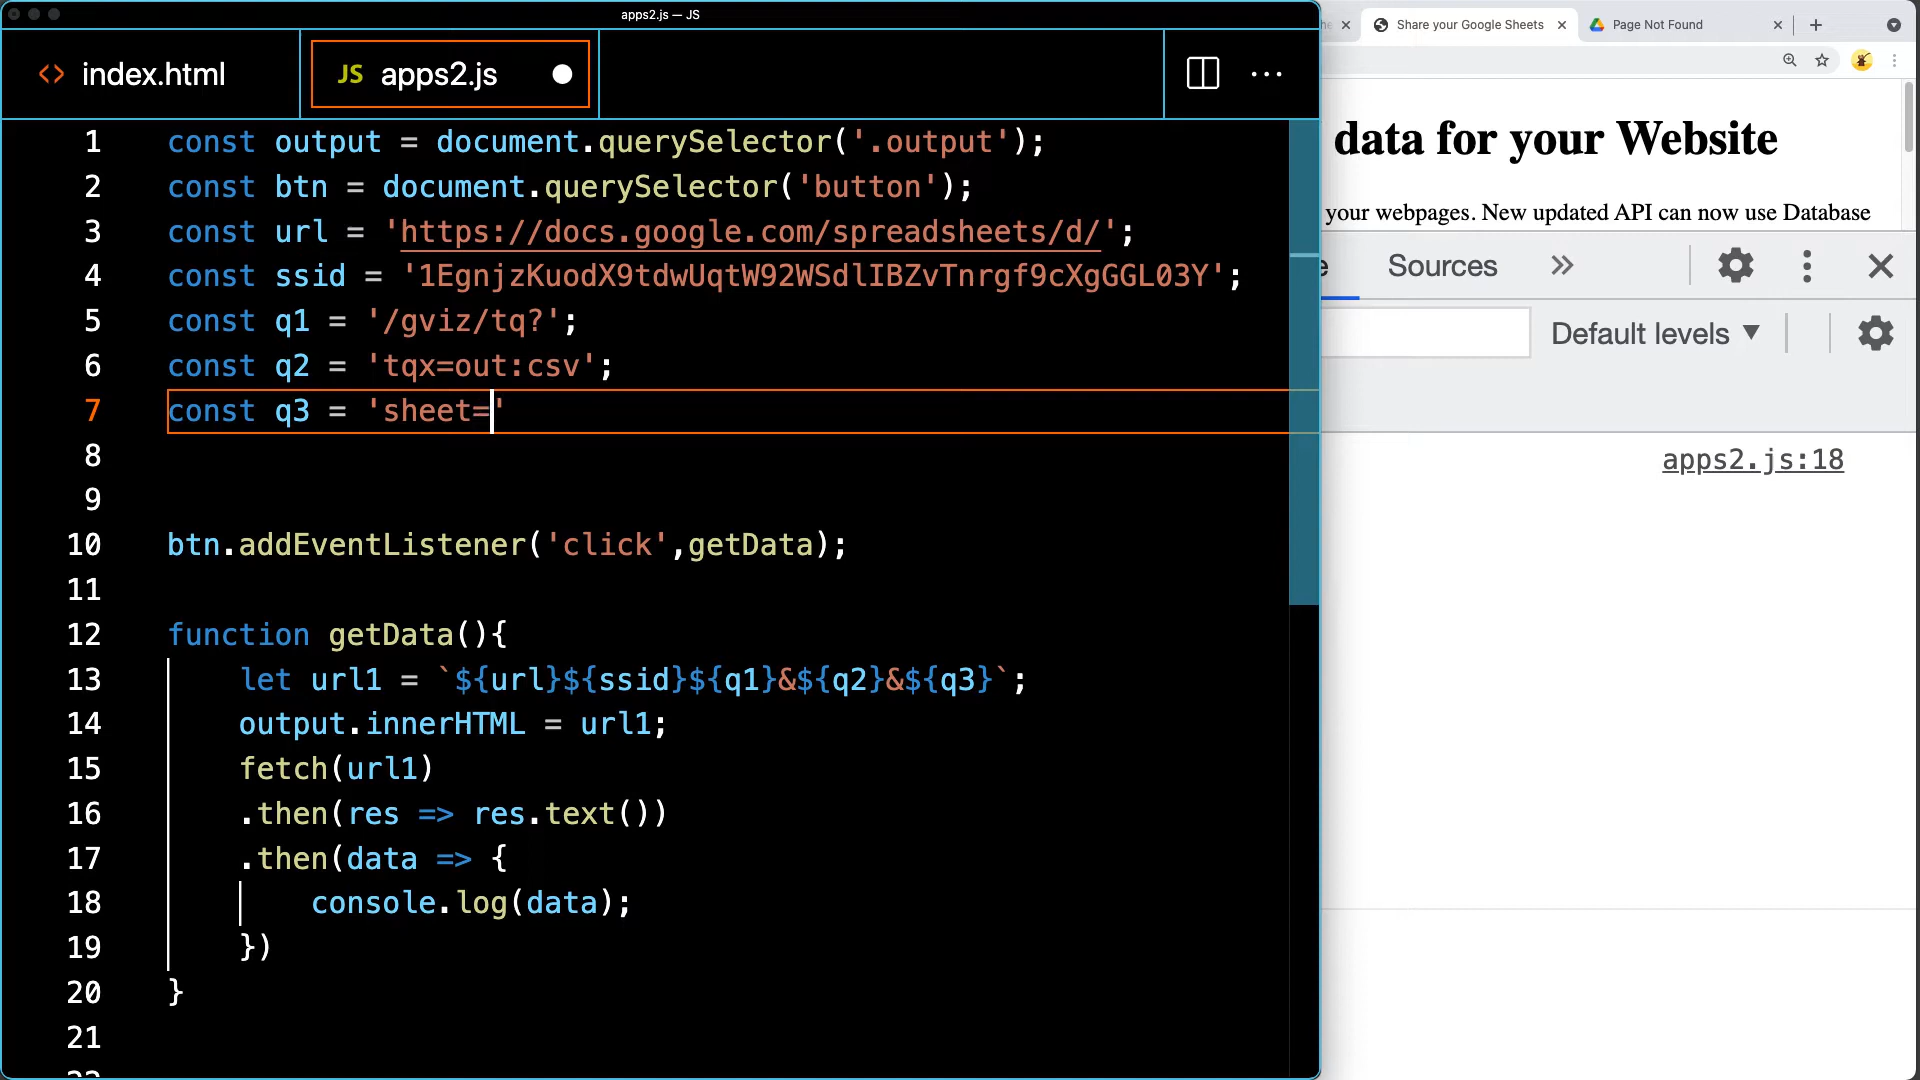 apps2.js — JS
index.html
JS apps2.js
1 const output = document.querySelector('.output');
2 const btn = document.querySelector('button');
3 const url = 'https://docs.google.com/spreadsheets/d/';
4 const ssid = '1EgnjzKuodX9tdwUqtW92WSdlIBZvTnrgf9cXgGGL03Y';
5 const q1 = '/gviz/tq?';
6 const q2 = 'tqx=out:csv';
7 const q3 = 'sheet='
8
9
10 btn.addEventListener('click',getData);
11
12 function getData(){
13 let url1 = `${url}${ssid}${q1}&${q2}&${q3}`;
14 output.innerHTML = url1;
15 fetch(url1)
16 .then(res => res.text())
17 .then(data => {
18 console.log(data);
19 })
20 }
21
Share your Google Sheets
Page Not Found
data for your Website
your webpages. New updated API can now use Database
Sources
Default levels
apps2.js:18